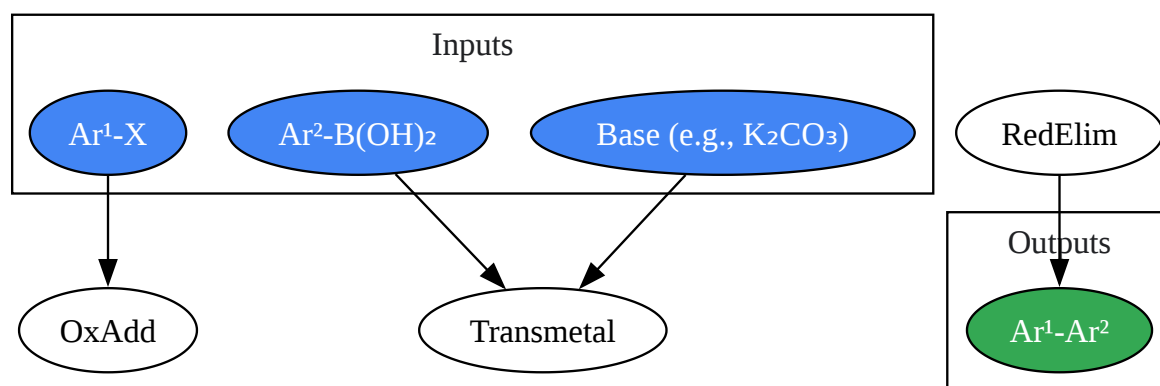 Inputs
Ar¹-X
Ar²-B(OH)₂
Base (e.g., K₂CO₃)
RedElim
Outputs
OxAdd
Transmetal
Ar¹-Ar²